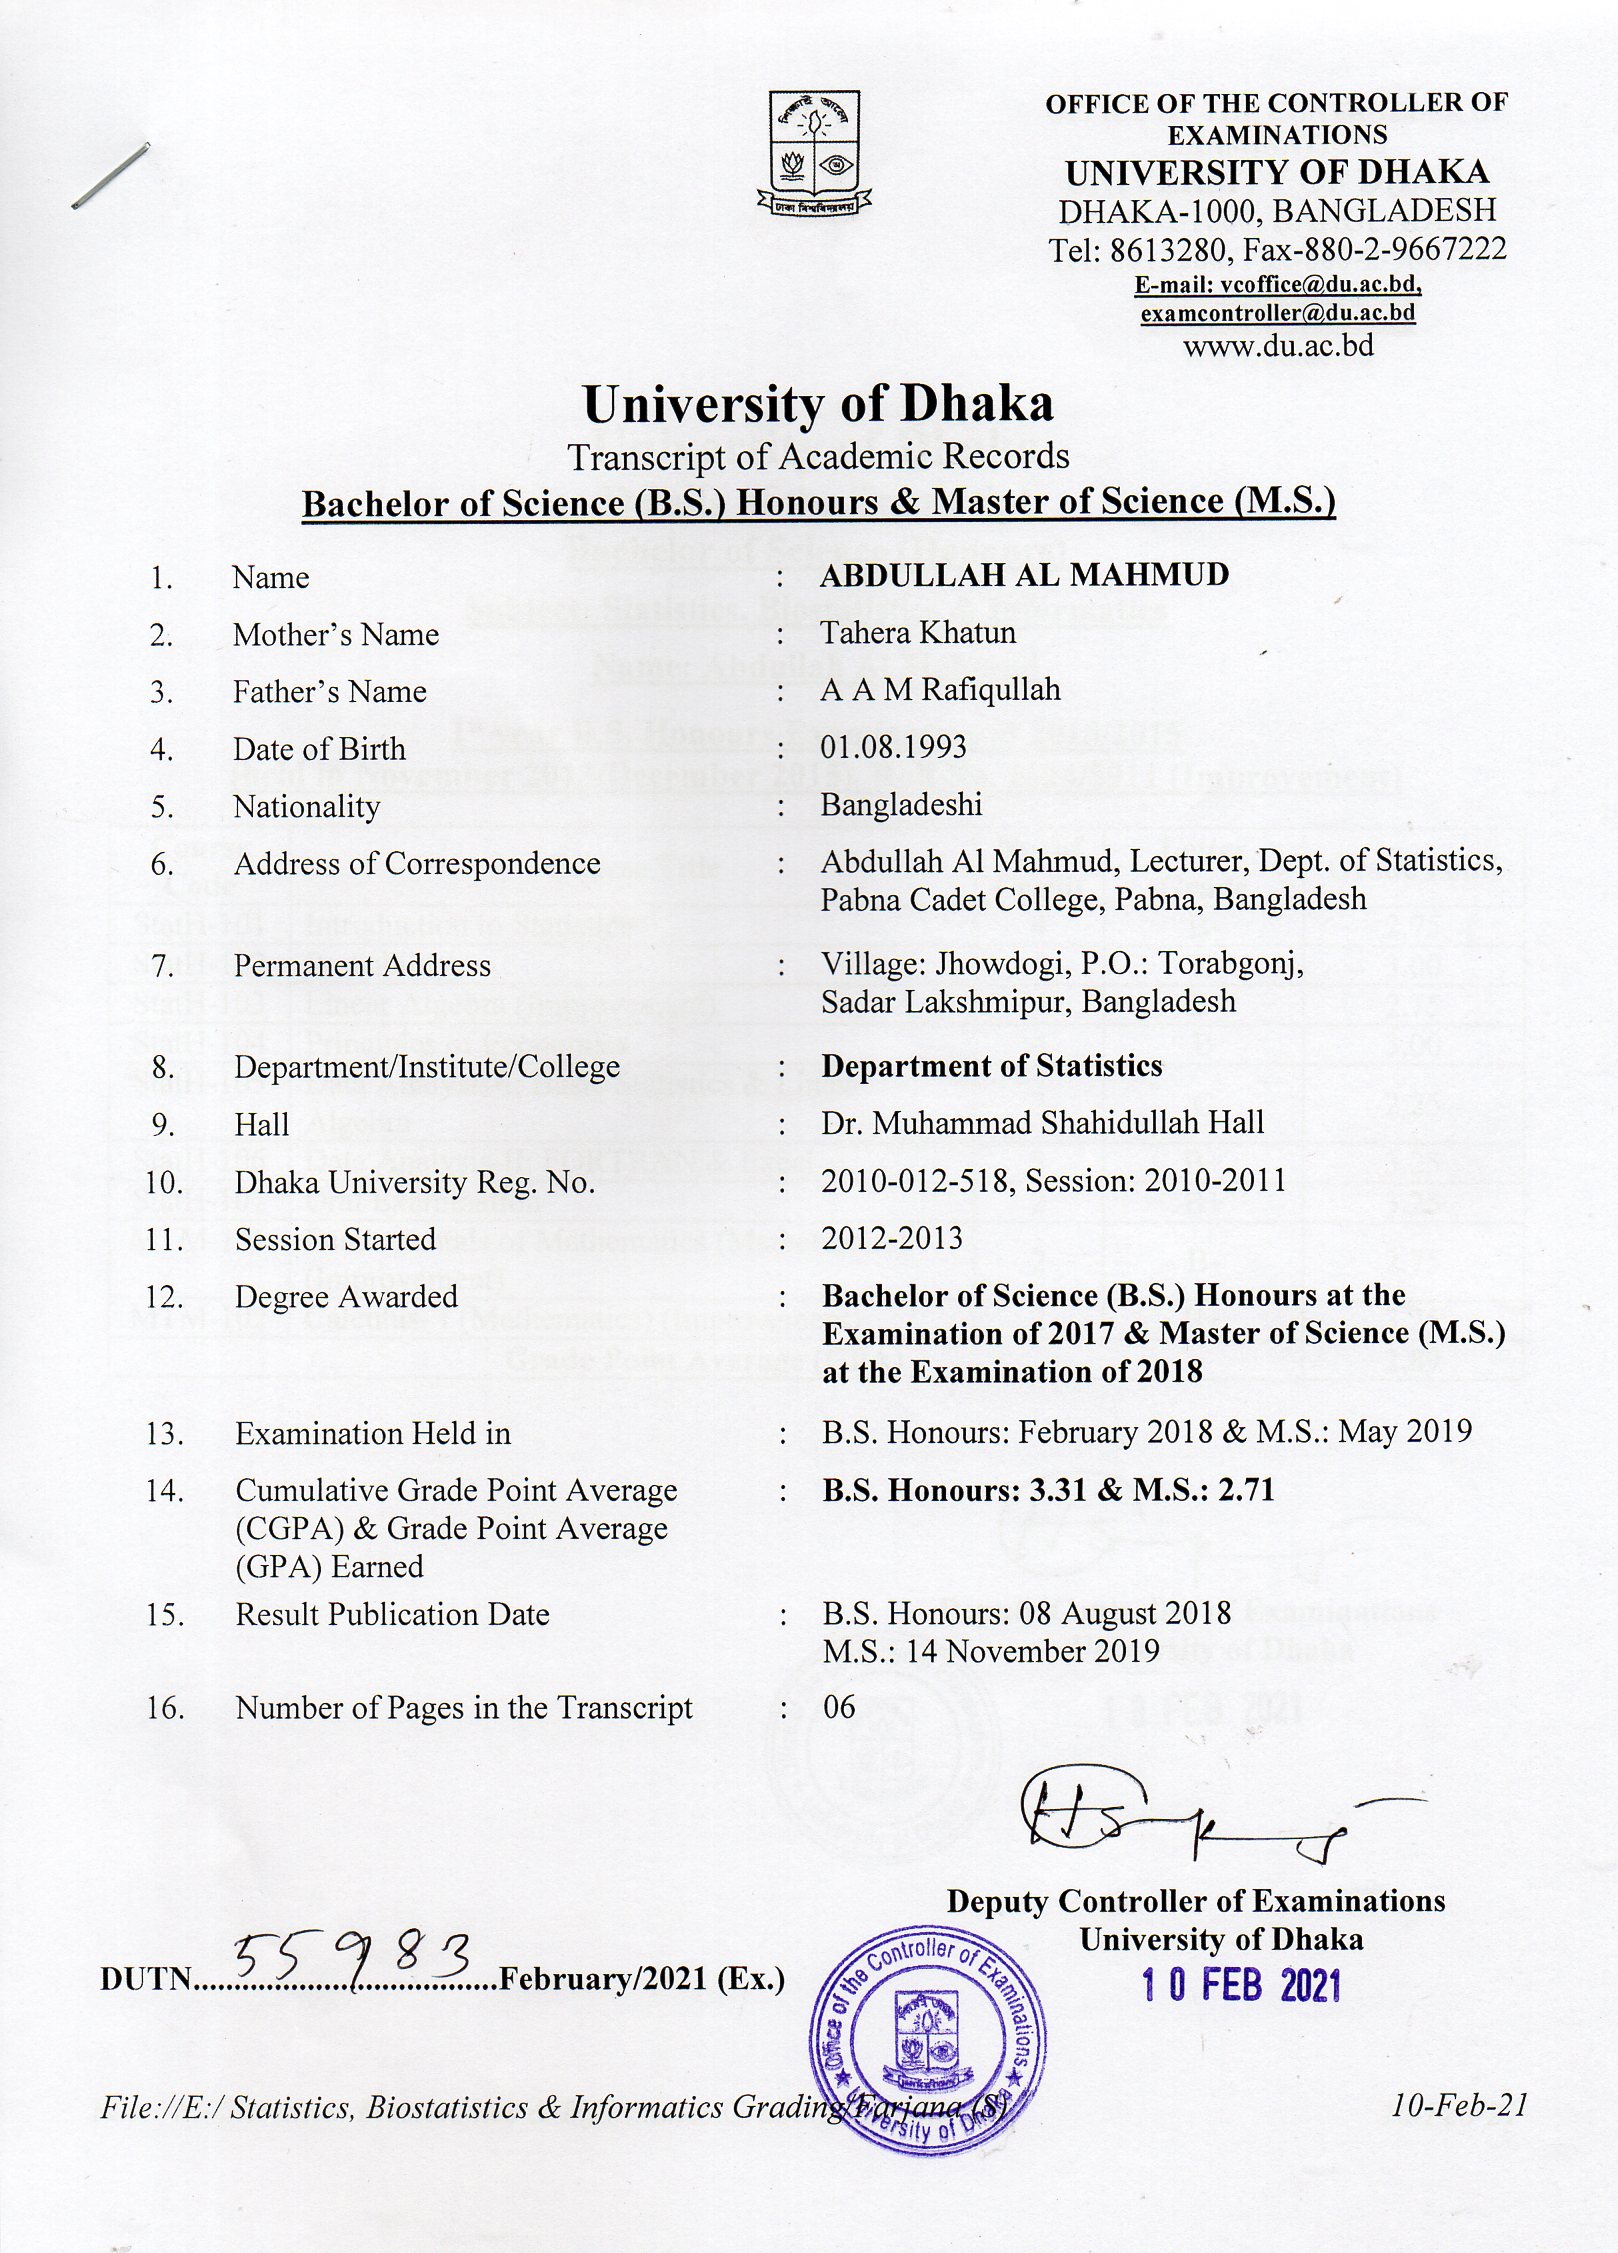 শিক্ষাই আলো
ঢাকা বিশ্ববিদ্যালয়
OFFICE OF THE CONTROLLER OF
EXAMINATIONS
UNIVERSITY OF DHAKA
DHAKA-1000, BANGLADESH
Tel: 8613280, Fax-880-2-9667222
E-mail: vcoffice@du.ac.bd,
examcontroller@du.ac.bd
www.du.ac.bd
University of Dhaka
Transcript of Academic Records
Bachelor of Science (B.S.) Honours & Master of Science (M.S.)
1. Name : ABDULLAH AL MAHMUD
2. Mother’s Name : Tahera Khatun
3. Father’s Name : A A M Rafiqullah
4. Date of Birth : 01.08.1993
5. Nationality : Bangladeshi
6. Address of Correspondence : Abdullah Al Mahmud, Lecturer, Dept. of Statistics,
Pabna Cadet College, Pabna, Bangladesh
7. Permanent Address : Village: Jhowdogi, P.O.: Torabgonj,
Sadar Lakshmipur, Bangladesh
8. Department/Institute/College : Department of Statistics
9. Hall : Dr. Muhammad Shahidullah Hall
10. Dhaka University Reg. No. : 2010-012-518, Session: 2010-2011
11. Session Started : 2012-2013
12. Degree Awarded : Bachelor of Science (B.S.) Honours at the
Examination of 2017 & Master of Science (M.S.)
at the Examination of 2018
13. Examination Held in : B.S. Honours: February 2018 & M.S.: May 2019
14. Cumulative Grade Point Average : B.S. Honours: 3.31 & M.S.: 2.71
(CGPA) & Grade Point Average
(GPA) Earned
15. Result Publication Date : B.S. Honours: 08 August 2018
M.S.: 14 November 2019
16. Number of Pages in the Transcript : 06
Deputy Controller of Examinations
University of Dhaka
10 FEB 2021
DUTN....55983....February/2021 (Ex.)
Office of the Controller of Examinations
University of Dhaka
File://E:/ Statistics, Biostatistics & Informatics Grading/Farjana (S) 10-Feb-21